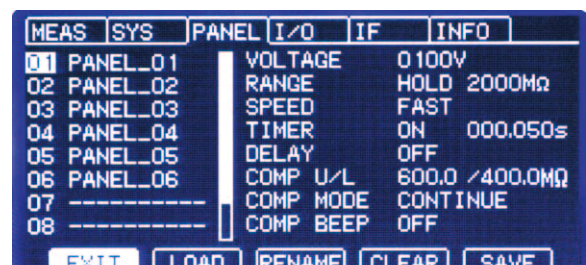 MEAS SYS PANEL I/O IF INFO
01 PANEL_01 VOLTAGE 0100V
02 PANEL_02 RANGE HOLD 2000MΩ
03 PANEL_03 SPEED FAST
04 PANEL_04 TIMER ON 000.050s
05 PANEL_05 DELAY OFF
06 PANEL_06 COMP U/L 600.0 /400.0MΩ
07 ---------- COMP MODE CONTINUE
08 ---------- COMP BEEP OFF
EXIT LOAD RENAME CLEAR SAVE